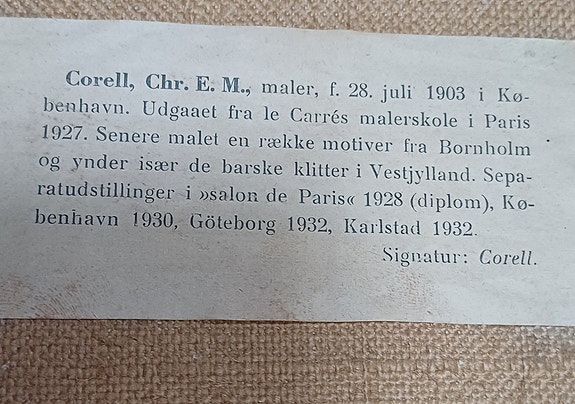 Corell, Chr. E. M., maler, f. 28. juli 1903 i Kø-
benhavn. Udgaaet fra le Carrés malerskole i Paris
1927. Senere malet en række motiver fra Bornholm
og ynder især de barske klitter i Vestjylland. Sepa-
ratudstillinger i »salon de Paris« 1928 (diplom), Kø-
benhavn 1930, Göteborg 1932, Karlstad 1932.
Signatur: Corell.